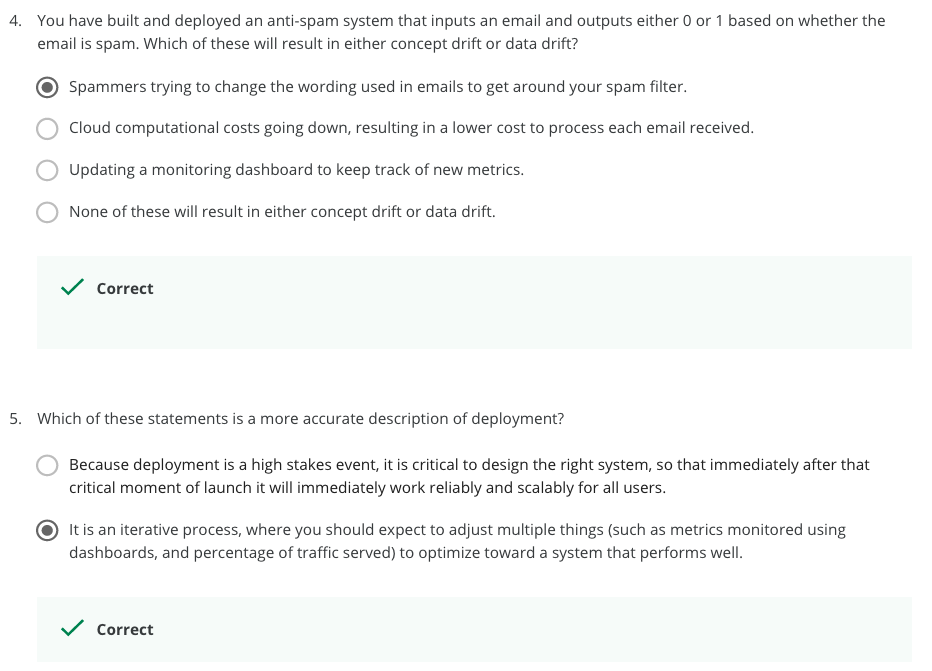 4. You have built and deployed an anti-spam system that inputs an email and outputs either 0 or 1 based on whether the
email is spam. Which of these will result in either concept drift or data drift?
Spammers trying to change the wording used in emails to get around your spam filter.
Cloud computational costs going down, resulting in a lower cost to process each email received.
Updating a monitoring dashboard to keep track of new metrics.
None of these will result in either concept drift or data drift.
Correct
5. Which of these statements is a more accurate description of deployment?
Because deployment is a high stakes event, it is critical to design the right system, so that immediately after that
critical moment of launch it will immediately work reliably and scalably for all users.
It is an iterative process, where you should expect to adjust multiple things (such as metrics monitored using
dashboards, and percentage of traffic served) to optimize toward a system that performs well.
Correct